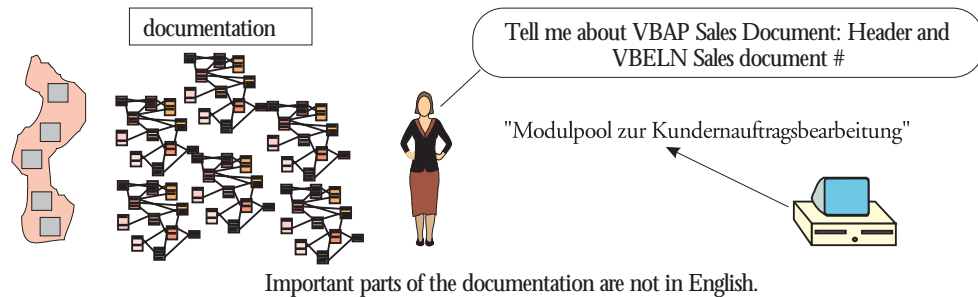 documentation
Tell me about VBAP Sales Document: Header and
VBELN Sales document #
"Modulpool zur Kundernauftragsbearbeitung"
Important parts of the documentation are not in English.